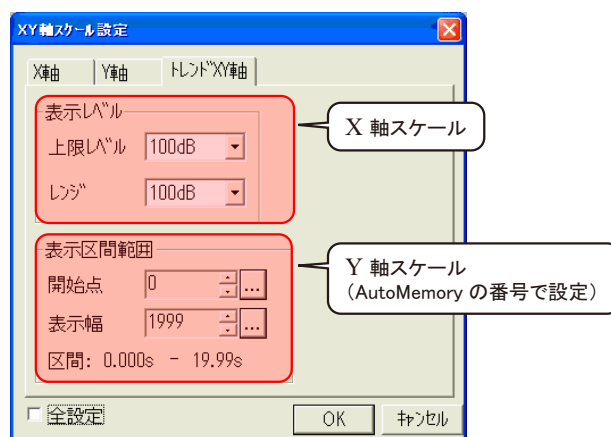 XY軸スケール設定
X軸
Y軸
トレンドXY軸
表示レベル
上限レベル 100dB
レンジ 100dB
X 軸スケール
表示区間範囲
開始点 0 ...
表示幅 1999 ...
区間: 0.000s - 19.99s
Y 軸スケール
(AutoMemory の番号で設定)
全設定
OK
キャンセル